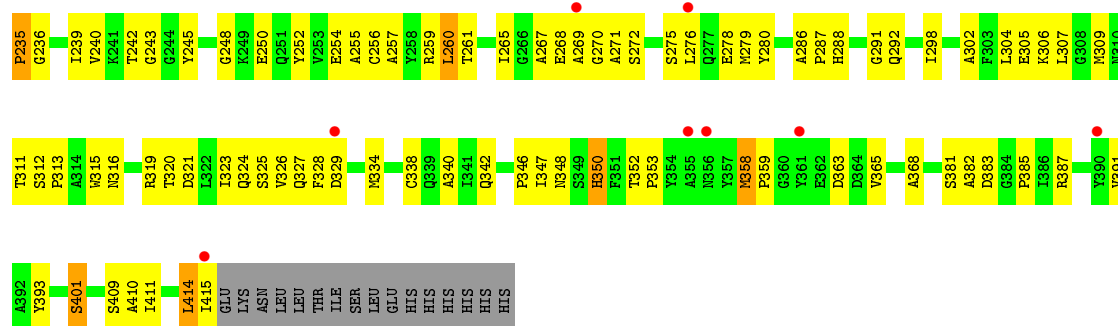 P235 G236 I239 V240 K241 T242 G243 G244 Y245 G248 K249 E250 Q251 Y252 V253 E254 A255 C256 A257 Y258 R259 L260 T261 I265 G266 A267 E268 A269 G270 A271 S272 S275 L276 Q277 E278 M279 Y280 A286 P287 H288 G291 Q292 I298 A302 F303 L304 E305 K306 L307 G308 M309 N310
T311 S312 P313 A314 W315 N316 R319 T320 D321 L322 I323 Q324 S325 V326 Q327 F328 D329 M334 C338 Q339 A340 I341 Q342 P346 I347 N348 S349 H350 F351 T352 P353 Y354 A355 N356 Y357 M358 P359 G360 Y361 E362 D363 D364 V365 A368 S381 A382 D383 G384 P385 I386 R387 Y390 V391
A392 Y393 S401 S409 A410 I411 L414 I415 GLU LYS ASN LEU LEU THR ILE SER LEU GLU HIS HIS HIS HIS HIS HIS